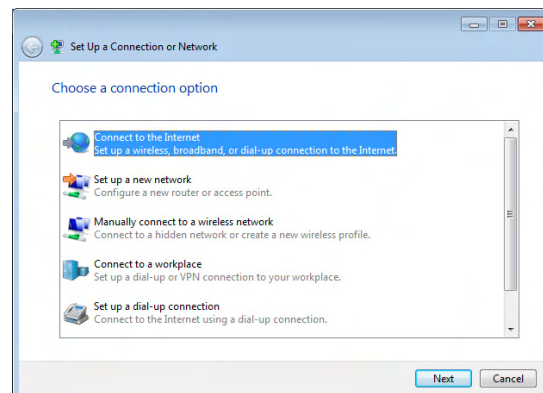 Set Up a Connection or Network
Choose a connection option
Connect to the Internet
Set up a wireless, broadband, or dial-up connection to the Internet.
Set up a new network
Configure a new router or access point.
Manually connect to a wireless network
Connect to a hidden network or create a new wireless profile.
Connect to a workplace
Set up a dial-up or VPN connection to your workplace.
Set up a dial-up connection
Connect to the Internet using a dial-up connection.
Next Cancel